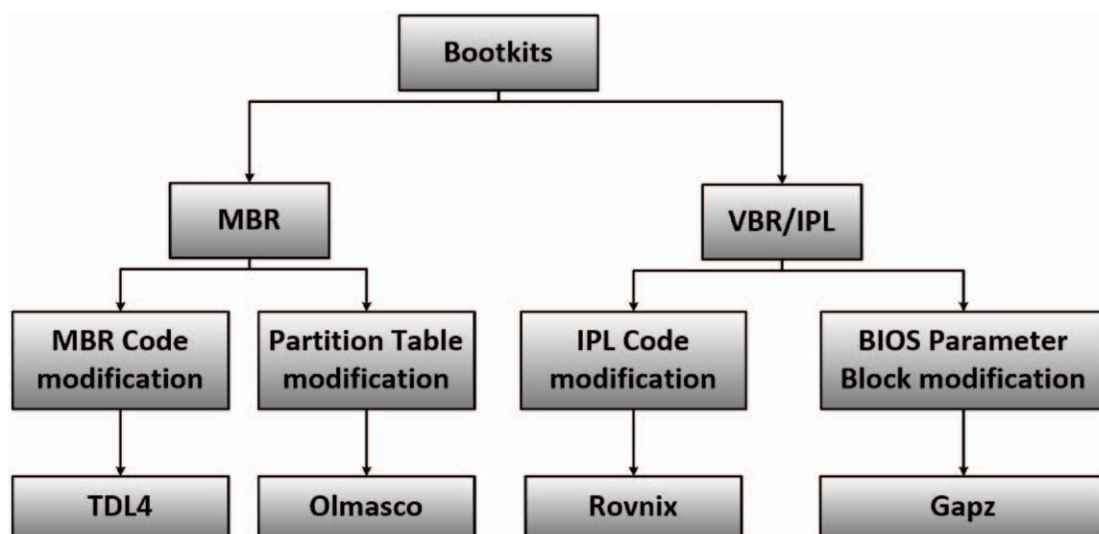 Bootkits
MBR
VBR/IPL
MBR Code
modification
Partition Table
modification
IPL Code
modification
BIOS Parameter
Block modification
TDL4
Olmasco
Rovnix
Gapz